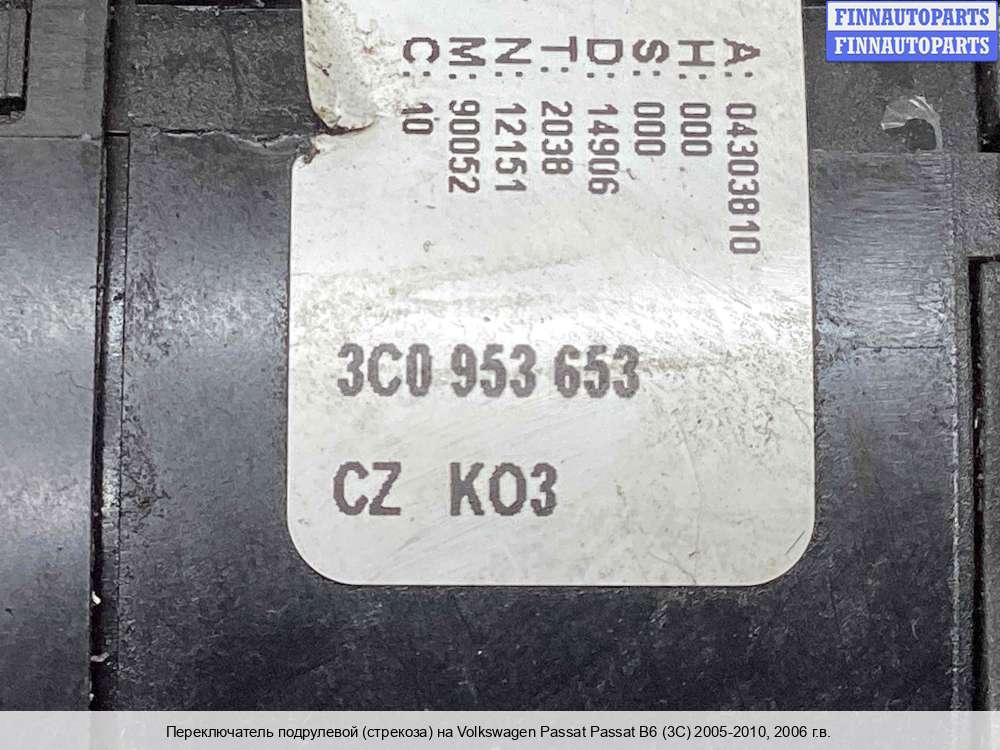 FINNAUTOPARTS
FINNAUTOPARTS
A: 04303810
H: 000
S: 000
D: 14906
T: 2038
N: 12151
M: 90052
C: 10
3C0 953 653
CZ K03
Переключатель подрулевой (стрекоза) на Volkswagen Passat Passat B6 (3C) 2005-2010, 2006 г.в.